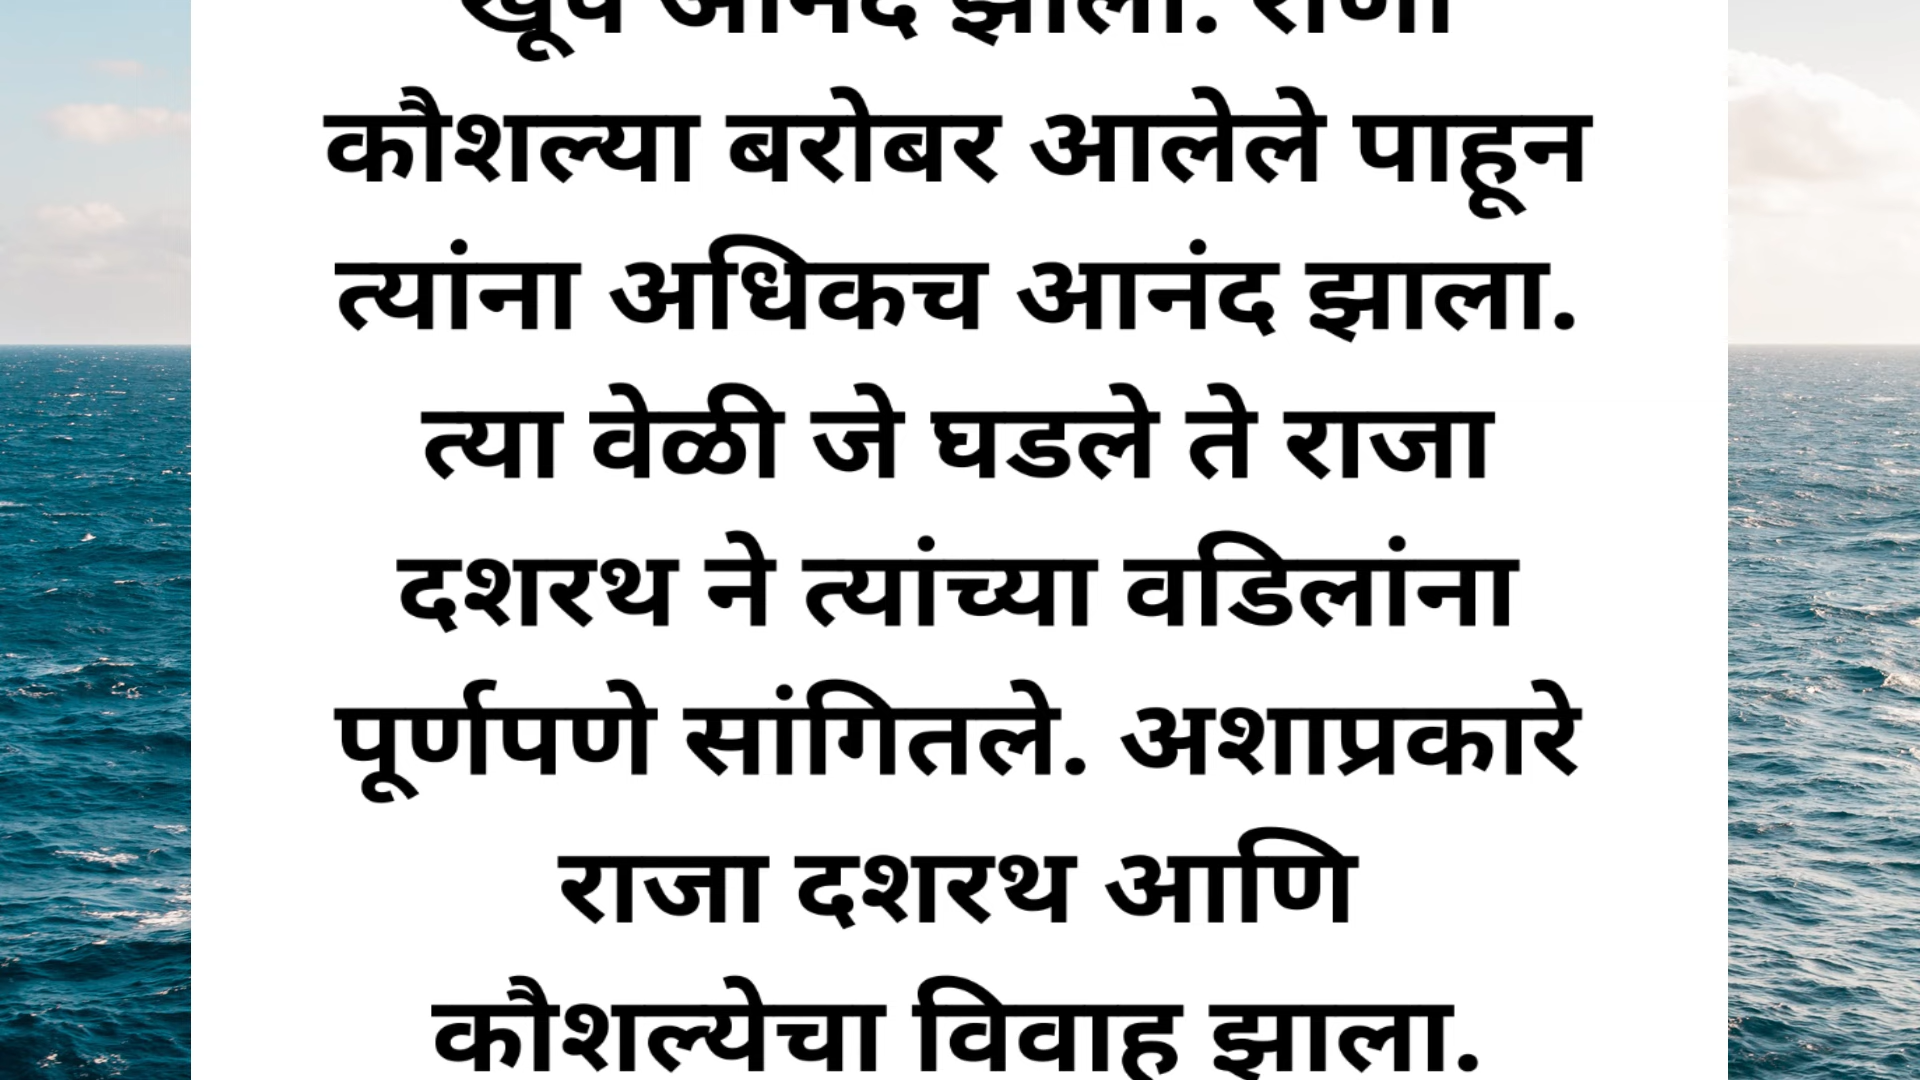 खूप आनंद झाला. राणी
कौशल्या बरोबर आलेले पाहून
त्यांना अधिकच आनंद झाला.
त्या वेळी जे घडले ते राजा
दशरथ ने त्यांच्या वडिलांना
पूर्णपणे सांगितले. अशाप्रकारे
राजा दशरथ आणि
कौशल्येचा विवाह झाला.